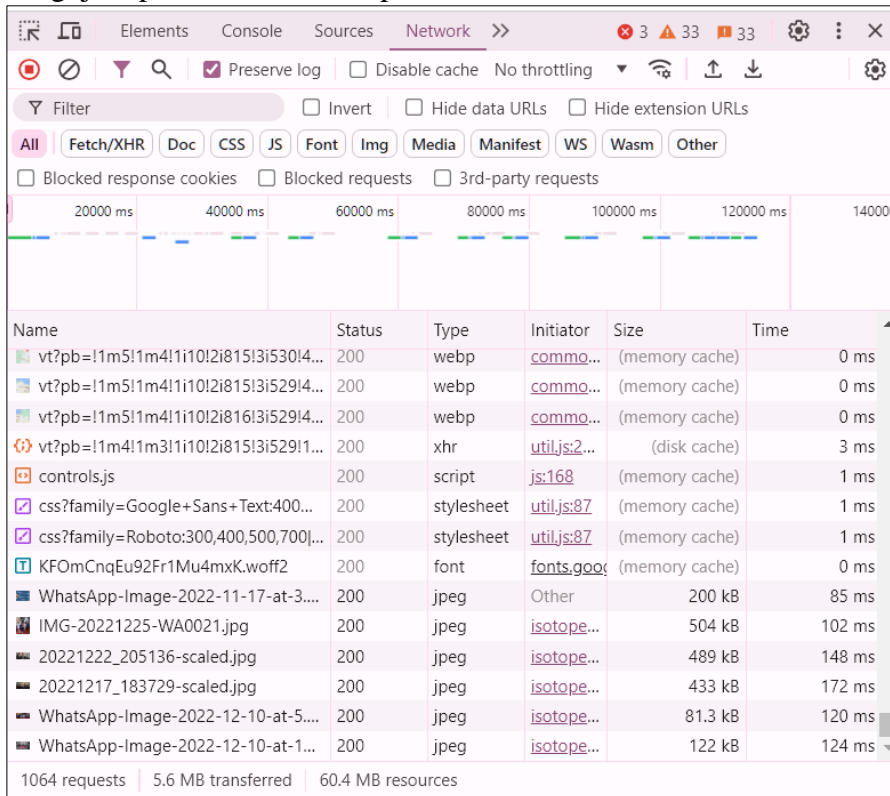 Elements Console Sources Network >> 3 33 33
Preserve log Disable cache No throttling
Filter Invert Hide data URLs Hide extension URLs
All Fetch/XHR Doc CSS JS Font Img Media Manifest WS Wasm Other
Blocked response cookies Blocked requests 3rd-party requests
20000 ms 40000 ms 60000 ms 80000 ms 100000 ms 120000 ms 14000
Name Status Type Initiator Size Time
vt?pb=!1m5!1m4!1i10!2i815!3i530!4... 200 webp commo... (memory cache) 0 ms
vt?pb=!1m5!1m4!1i10!2i815!3i529!4... 200 webp commo... (memory cache) 0 ms
vt?pb=!1m5!1m4!1i10!2i816!3i529!4... 200 webp commo... (memory cache) 0 ms
vt?pb=!1m4!1m3!1i10!2i815!3i529!1... 200 xhr util.js:2... (disk cache) 3 ms
controls.js 200 script js:168 (memory cache) 1 ms
css?family=Google+Sans+Text:400... 200 stylesheet util.js:87 (memory cache) 1 ms
css?family=Roboto:300,400,500,700|... 200 stylesheet util.js:87 (memory cache) 1 ms
KFOmCnqEu92Fr1Mu4mxK.woff2 200 font fonts.goog (memory cache) 0 ms
WhatsApp-Image-2022-11-17-at-3.... 200 jpeg Other 200 kB 85 ms
IMG-20221225-WA0021.jpg 200 jpeg isotope... 504 kB 102 ms
20221222_205136-scaled.jpg 200 jpeg isotope... 489 kB 148 ms
20221217_183729-scaled.jpg 200 jpeg isotope... 433 kB 172 ms
WhatsApp-Image-2022-12-10-at-5.... 200 jpeg isotope... 81.3 kB 120 ms
WhatsApp-Image-2022-12-10-at-1... 200 jpeg isotope... 122 kB 124 ms
1064 requests 5.6 MB transferred 60.4 MB resources